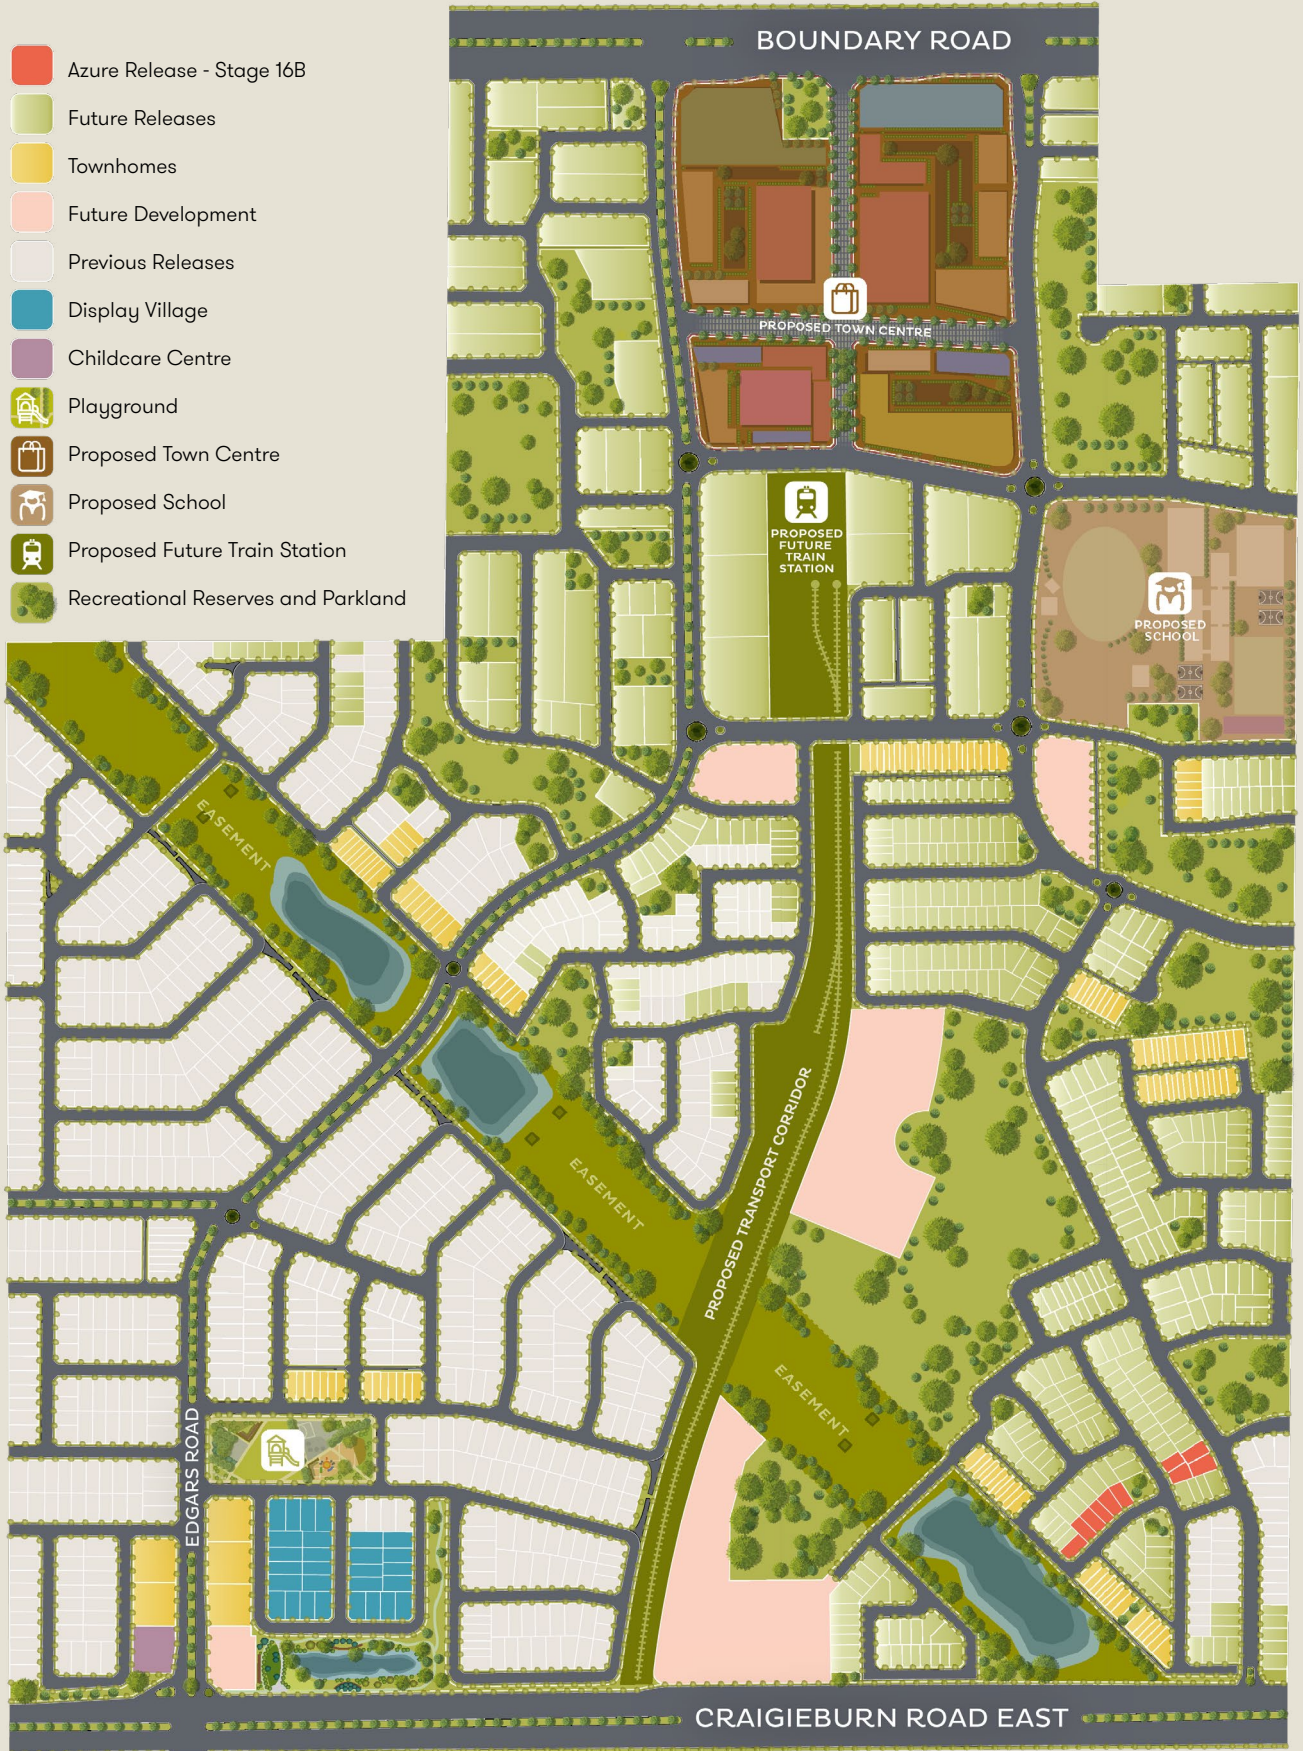 BOUNDARY ROAD
Azure Release - Stage 16B
Future Releases
Townhomes
Future Development
Previous Releases
Display Village
Childcare Centre
Playground
Proposed Town Centre
Proposed School
Proposed Future Train Station
Recreational Reserves and Parkland
PROPOSED TOWN CENTRE
PROPOSED
FUTURE
TRAIN
STATION
PROPOSED
SCHOOL
EASEMENT
EASEMENT
PROPOSED TRANSPORT CORRIDOR
EASEMENT
EDGARS ROAD
CRAIGIEBURN ROAD EAST